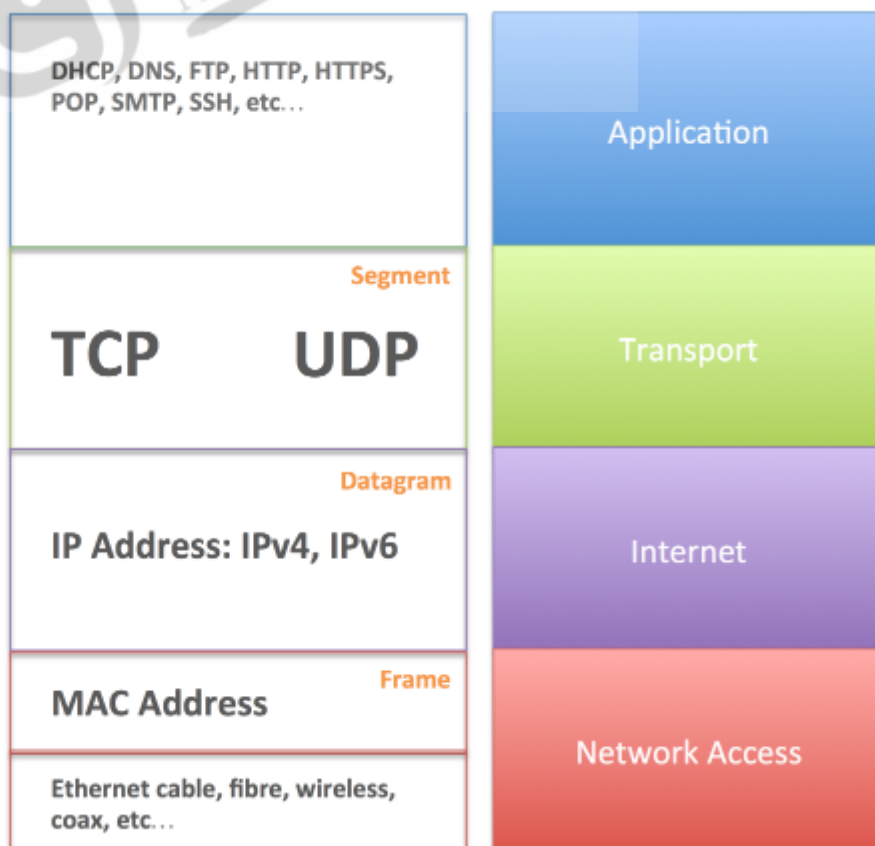 DHCP, DNS, FTP, HTTP, HTTPS,
POP, SMTP, SSH, etc…
Application
Segment
TCP UDP
Transport
Datagram
IP Address: IPv4, IPv6
Internet
Frame
MAC Address
Network Access
Ethernet cable, fibre, wireless,
coax, etc…